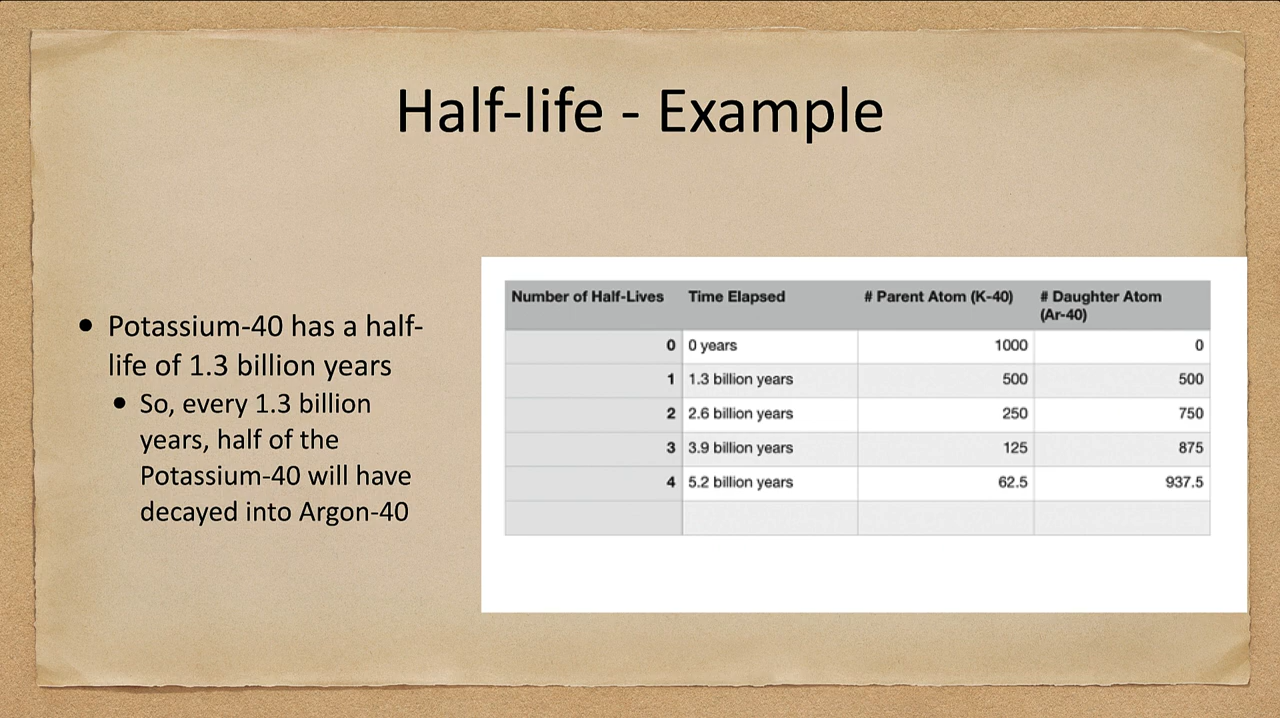 Half-life - Example
• Potassium-40 has a half-
life of 1.3 billion years
• So, every 1.3 billion
years, half of the
Potassium-40 will have
decayed into Argon-40
Number of Half-Lives Time Elapsed # Parent Atom (K-40) # Daughter Atom
(Ar-40)
0 0 years 1000 0
1 1.3 billion years 500 500
2 2.6 billion years 250 750
3 3.9 billion years 125 875
4 5.2 billion years 62.5 937.5